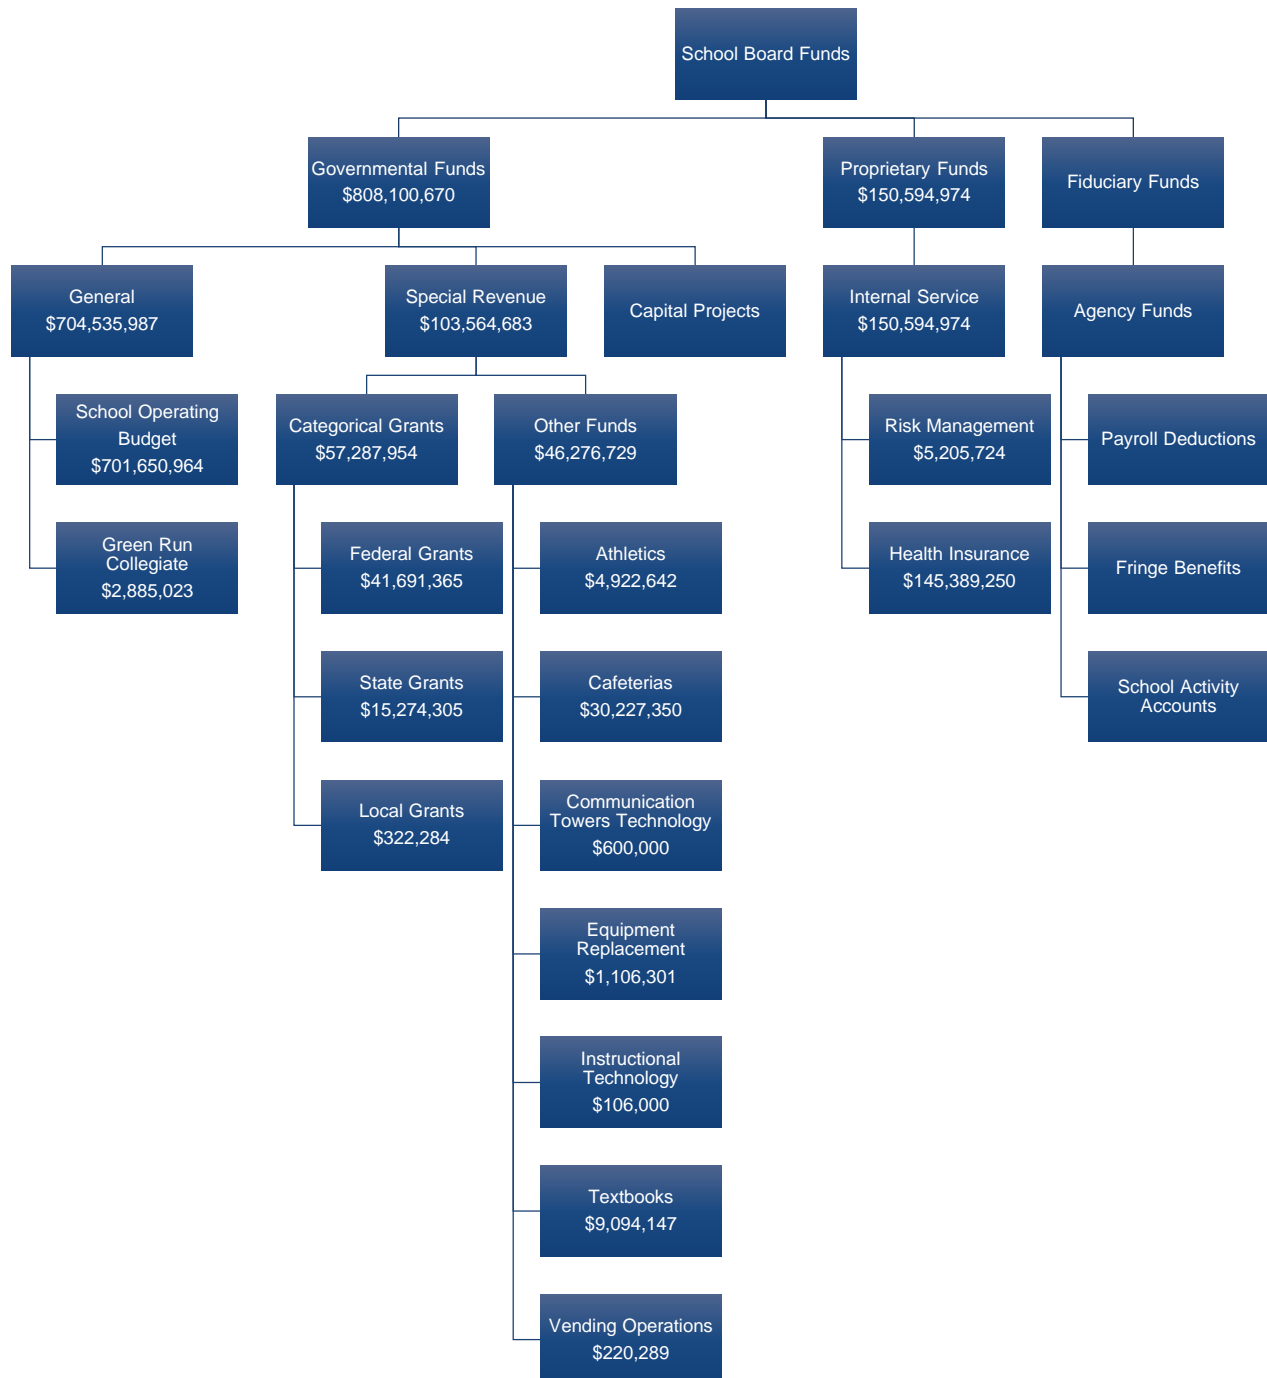 School Board Funds
Governmental Funds
$808,100,670
Proprietary Funds
$150,594,974
Fiduciary Funds
General
$704,535,987
Special Revenue
$103,564,683
Capital Projects
Internal Service
$150,594,974
Agency Funds
School Operating
Budget
$701,650,964
Categorical Grants
$57,287,954
Other Funds
$46,276,729
Risk Management
$5,205,724
Payroll Deductions
Green Run
Collegiate
$2,885,023
Federal Grants
$41,691,365
Athletics
$4,922,642
Health Insurance
$145,389,250
Fringe Benefits
State Grants
$15,274,305
Cafeterias
$30,227,350
School Activity
Accounts
Local Grants
$322,284
Communication
Towers Technology
$600,000
Equipment
Replacement
$1,106,301
Instructional
Technology
$106,000
Textbooks
$9,094,147
Vending Operations
$220,289